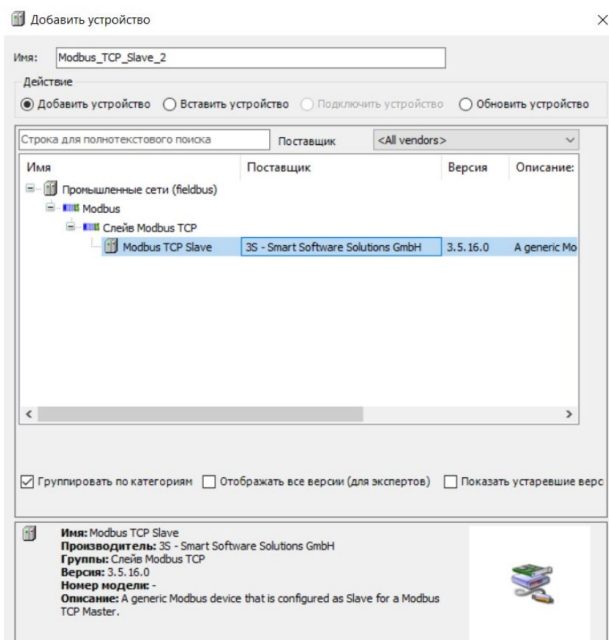 Добавить устройство
Имя: Modbus_TCP_Slave_2
Действие
Добавить устройство Вставить устройство Подключить устройство Обновить устройство
Строка для полнотекстового поиска Поставщик <All vendors>
Имя Поставщик Версия Описание:
Промышленные сети (fieldbus)
Modbus
Слейв Modbus TCP
Modbus TCP Slave 3S - Smart Software Solutions GmbH 3.5.16.0 A generic Mo
Группировать по категориям Отображать все версии (для экспертов) Показать устаревшие верс
Имя: Modbus TCP Slave
Производитель: 3S - Smart Software Solutions GmbH
Группы: Слейв Modbus TCP
Версия: 3.5.16.0
Номер модели: -
Описание: A generic Modbus device that is configured as Slave for a Modbus
TCP Master.